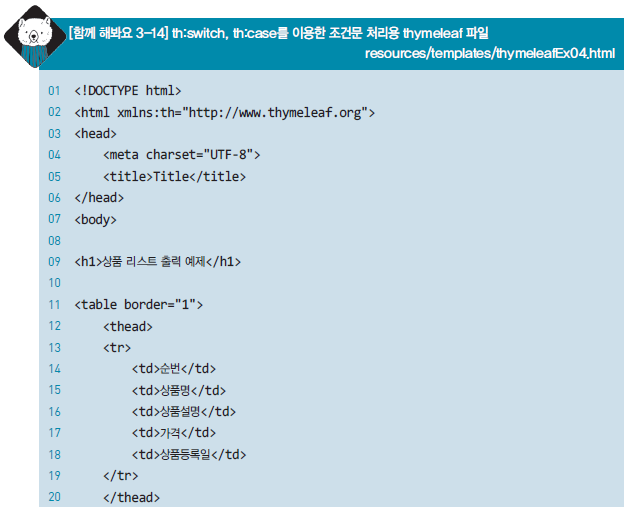 [함께 해봐요 3-14] th:switch, th:case를 이용한 조건문 처리용 thymeleaf 파일
resources/templates/thymeleafEx04.html
01 <!DOCTYPE html>
02 <html xmlns:th="http://www.thymeleaf.org">
03 <head>
04     <meta charset="UTF-8">
05     <title>Title</title>
06 </head>
07 <body>
08
09 <h1>상품 리스트 출력 예제</h1>
10
11 <table border="1">
12     <thead>
13     <tr>
14         <td>순번</td>
15         <td>상품명</td>
16         <td>상품설명</td>
17         <td>가격</td>
18         <td>상품등록일</td>
19     </tr>
20     </thead>